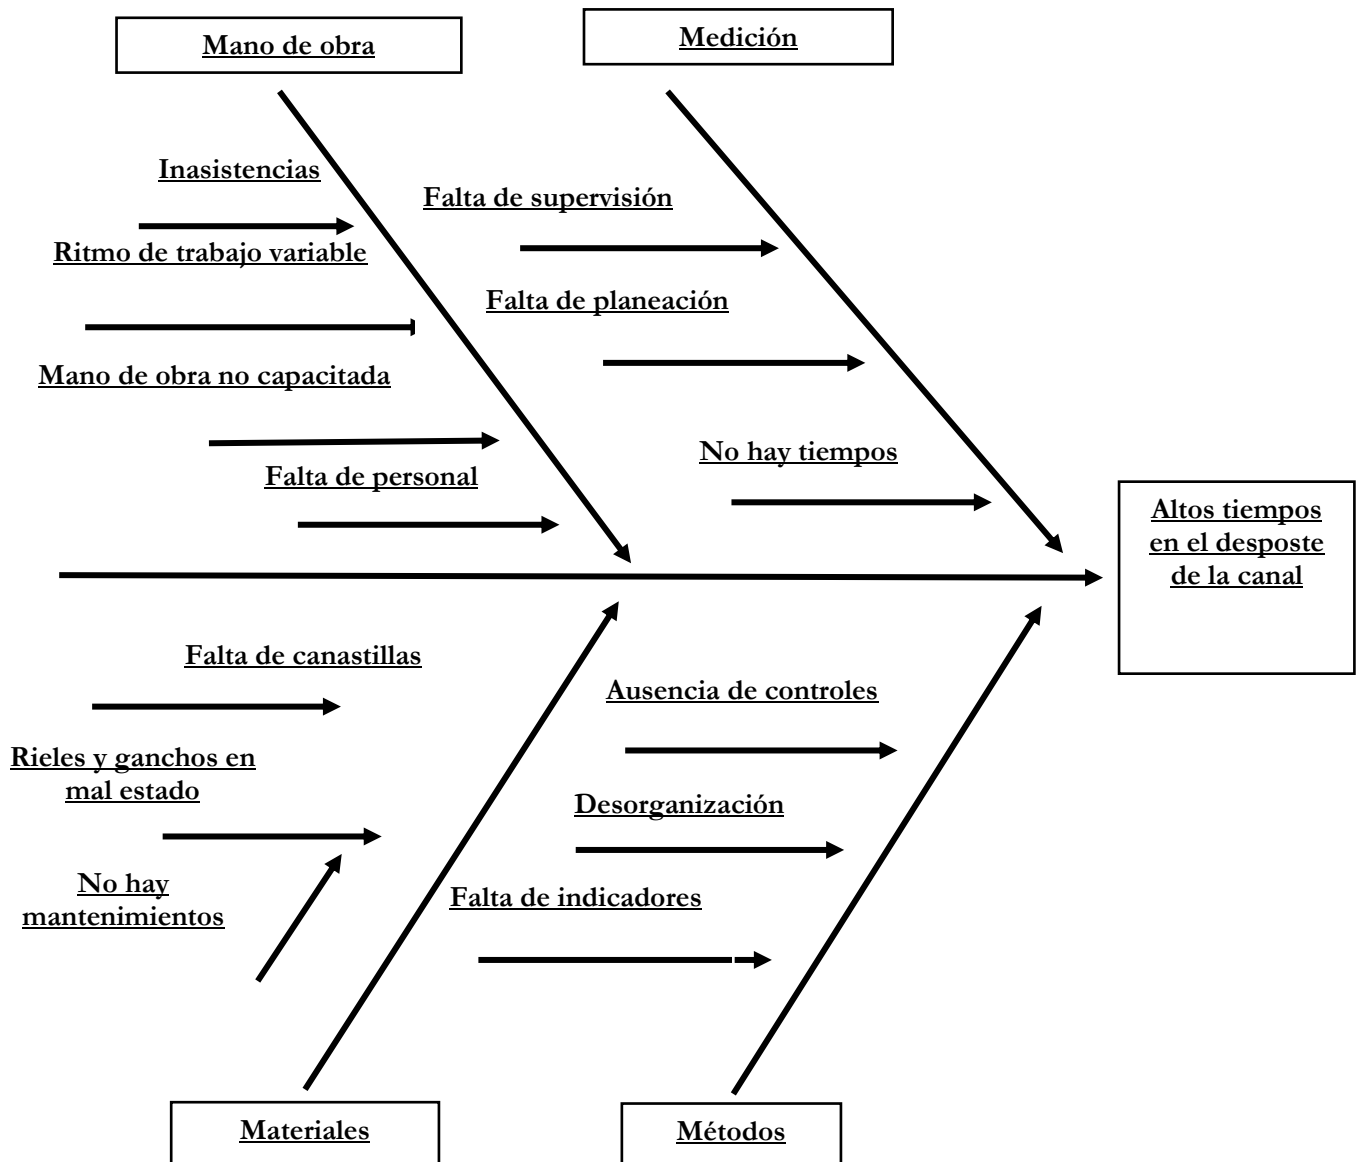 Mano de obra
Medición
Inasistencias
Falta de supervisión
Ritmo de trabajo variable
Falta de planeación
Mano de obra no capacitada
No hay tiempos
Falta de personal
Altos tiempos
en el desposte
de la canal
Falta de canastillas
Ausencia de controles
Rieles y ganchos en
mal estado
Desorganización
No hay
mantenimientos
Falta de indicadores
Materiales
Métodos